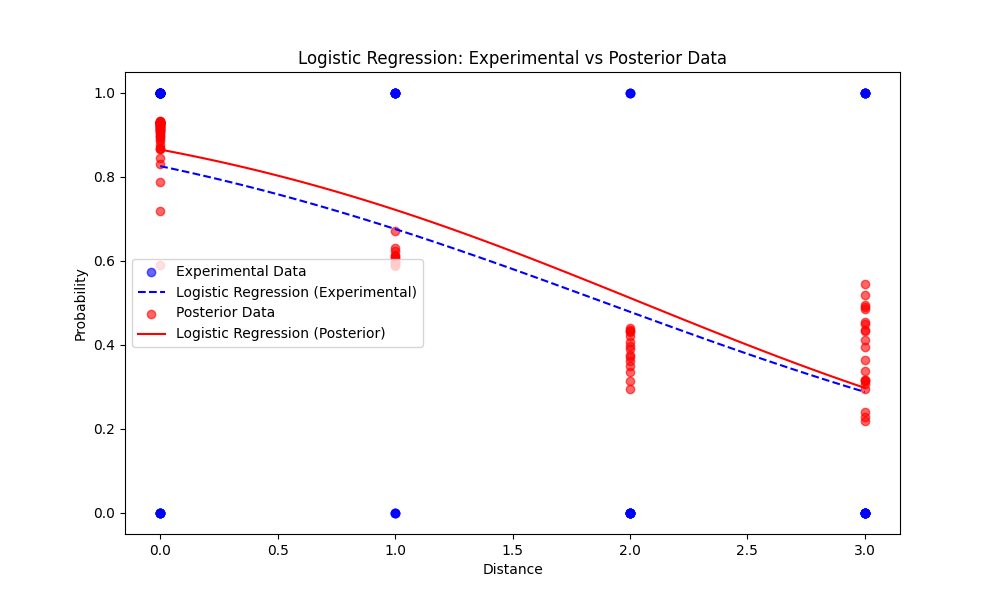 Logistic Regression: Experimental vs Posterior Data
1.0
0.8
0.6
0.4
0.2
0.0
Probability
Experimental Data
Logistic Regression (Experimental)
Posterior Data
Logistic Regression (Posterior)
0.0 0.5 1.0 1.5 2.0 2.5 3.0
Distance